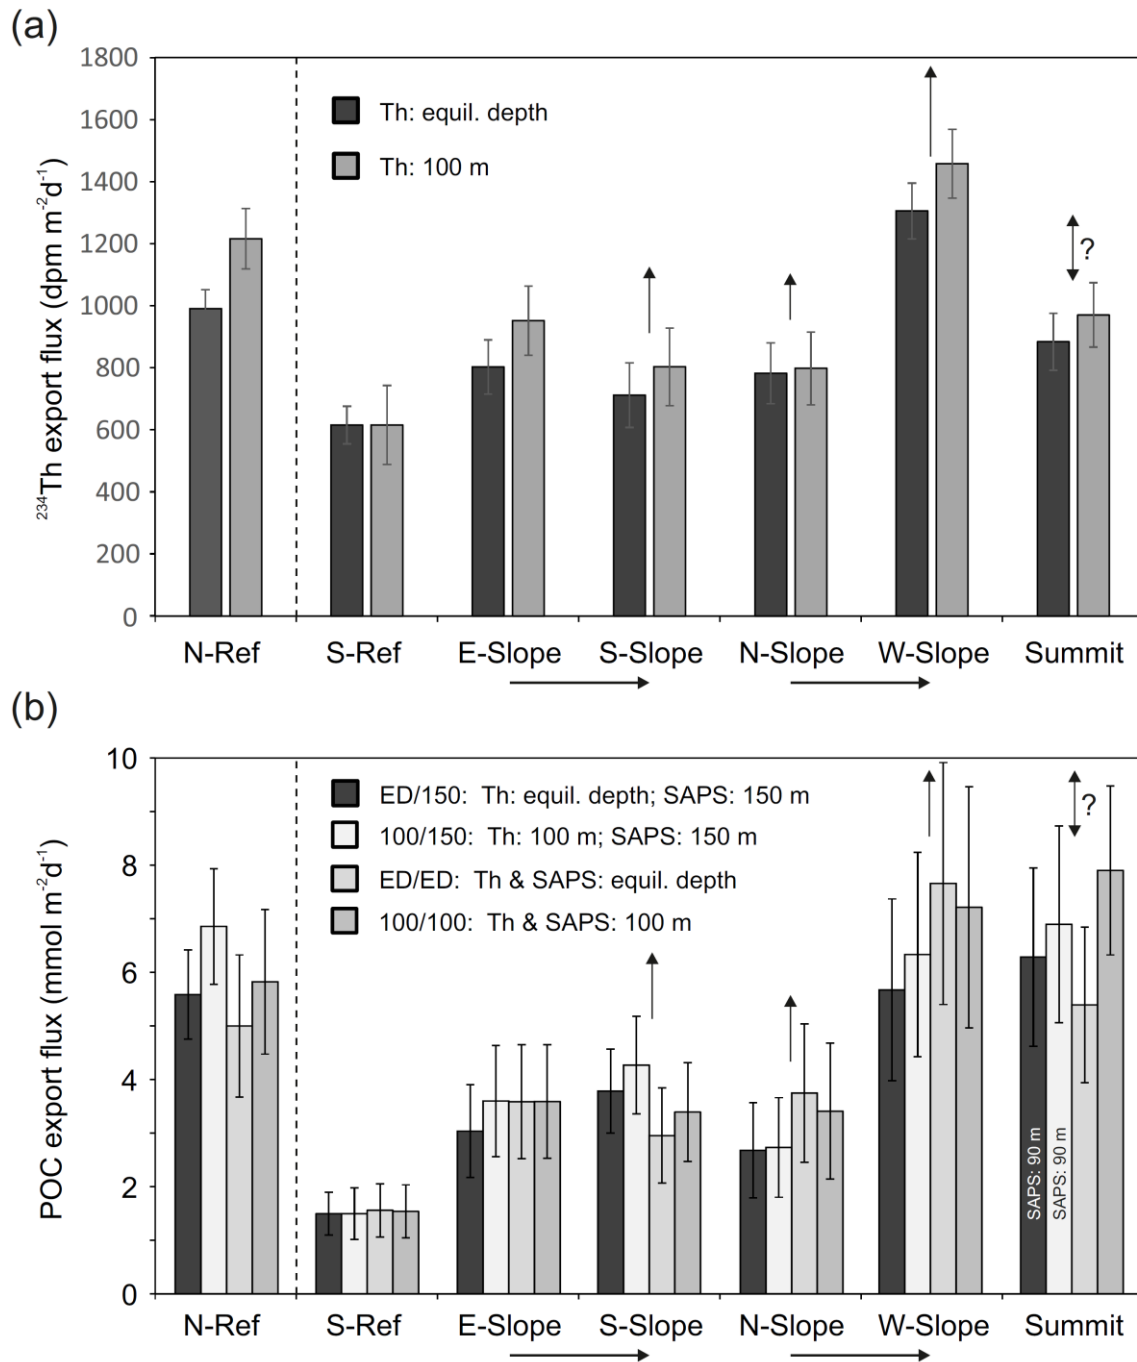 (a)
1800
1600
1400
1200
1000
800
600
400
200
0
²³⁴Th export flux (dpm m⁻²d⁻¹)
Th: equil. depth
Th: 100 m
?
N-Ref S-Ref E-Slope S-Slope N-Slope W-Slope Summit
(b)
10
8
6
4
2
0
POC export flux (mmol m⁻²d⁻¹)
ED/150: Th: equil. depth; SAPS: 150 m
100/150: Th: 100 m; SAPS: 150 m
ED/ED: Th & SAPS: equil. depth
100/100: Th & SAPS: 100 m
?
SAPS: 90 m
SAPS: 90 m
N-Ref S-Ref E-Slope S-Slope N-Slope W-Slope Summit